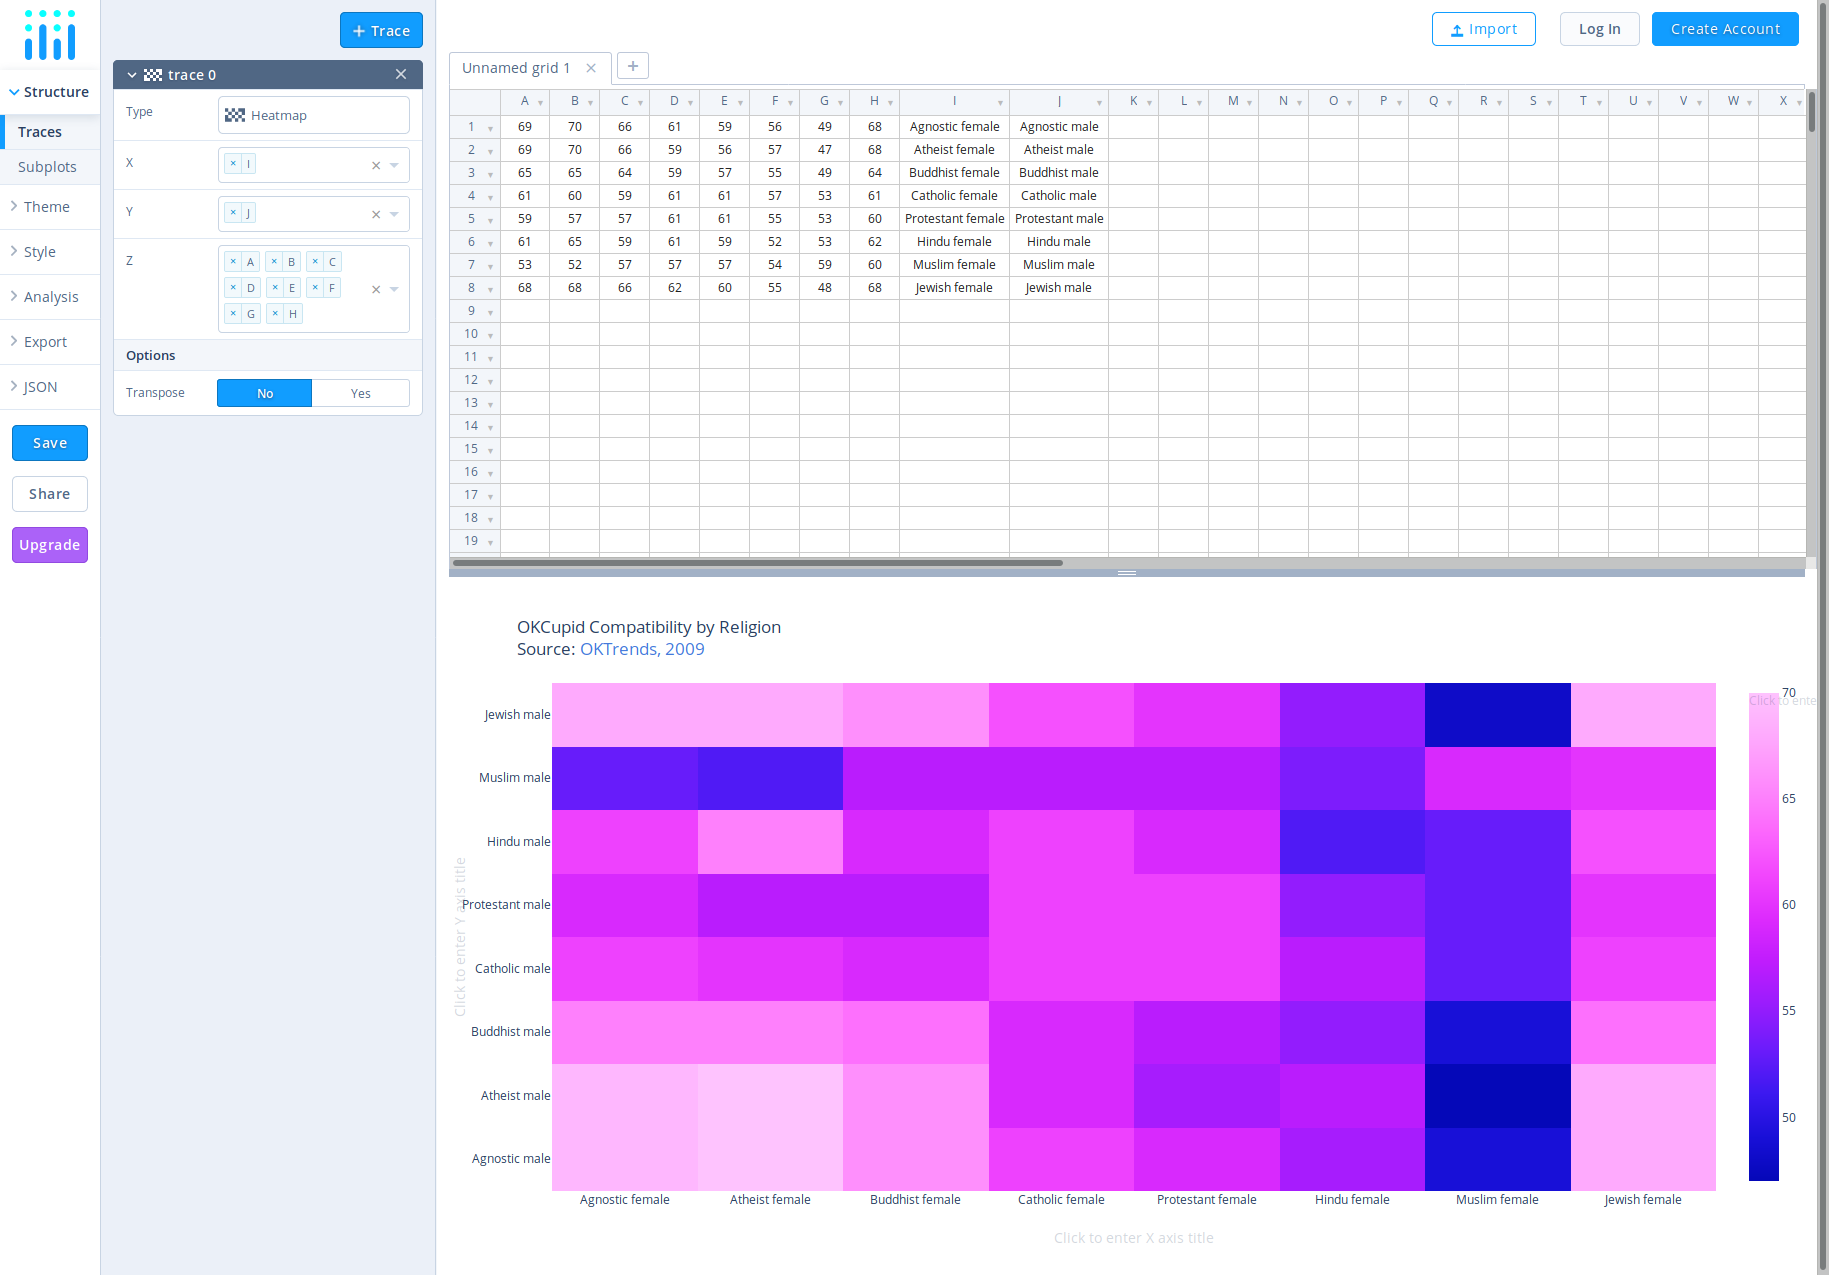 Trace
Import
Log In
Create Account
Structure
Traces
Subplots
Theme
Style
Analysis
Export
JSON
Save
Share
Upgrade
trace 0
Type
Heatmap
X
× I
Y
× J
Z
× A × B × C
× D × E × F
× G × H
Options
Transpose
No Yes
Unnamed grid 1
A B C D E F G H I J K L M N O P Q R S T U V W X
1 69 70 66 61 59 56 49 68 Agnostic female Agnostic male
2 69 70 66 59 56 57 47 68 Atheist female Atheist male
3 65 65 64 59 57 55 49 64 Buddhist female Buddhist male
4 61 60 59 61 61 57 53 61 Catholic female Catholic male
5 59 57 57 61 61 55 53 60 Protestant female Protestant male
6 61 65 59 61 59 52 53 62 Hindu female Hindu male
7 53 52 57 57 57 54 59 60 Muslim female Muslim male
8 68 68 66 62 60 55 48 68 Jewish female Jewish male
9
10
11
12
13
14
15
16
17
18
19
OKCupid Compatibility by Religion
Source: OKTrends, 2009
Jewish male
Muslim male
Hindu male
Protestant male
Catholic male
Buddhist male
Atheist male
Agnostic male
Click to enter Y axis title
Agnostic female Atheist female Buddhist female Catholic female Protestant female Hindu female Muslim female Jewish female
Click to enter X axis title
70
Click to ente
65
60
55
50